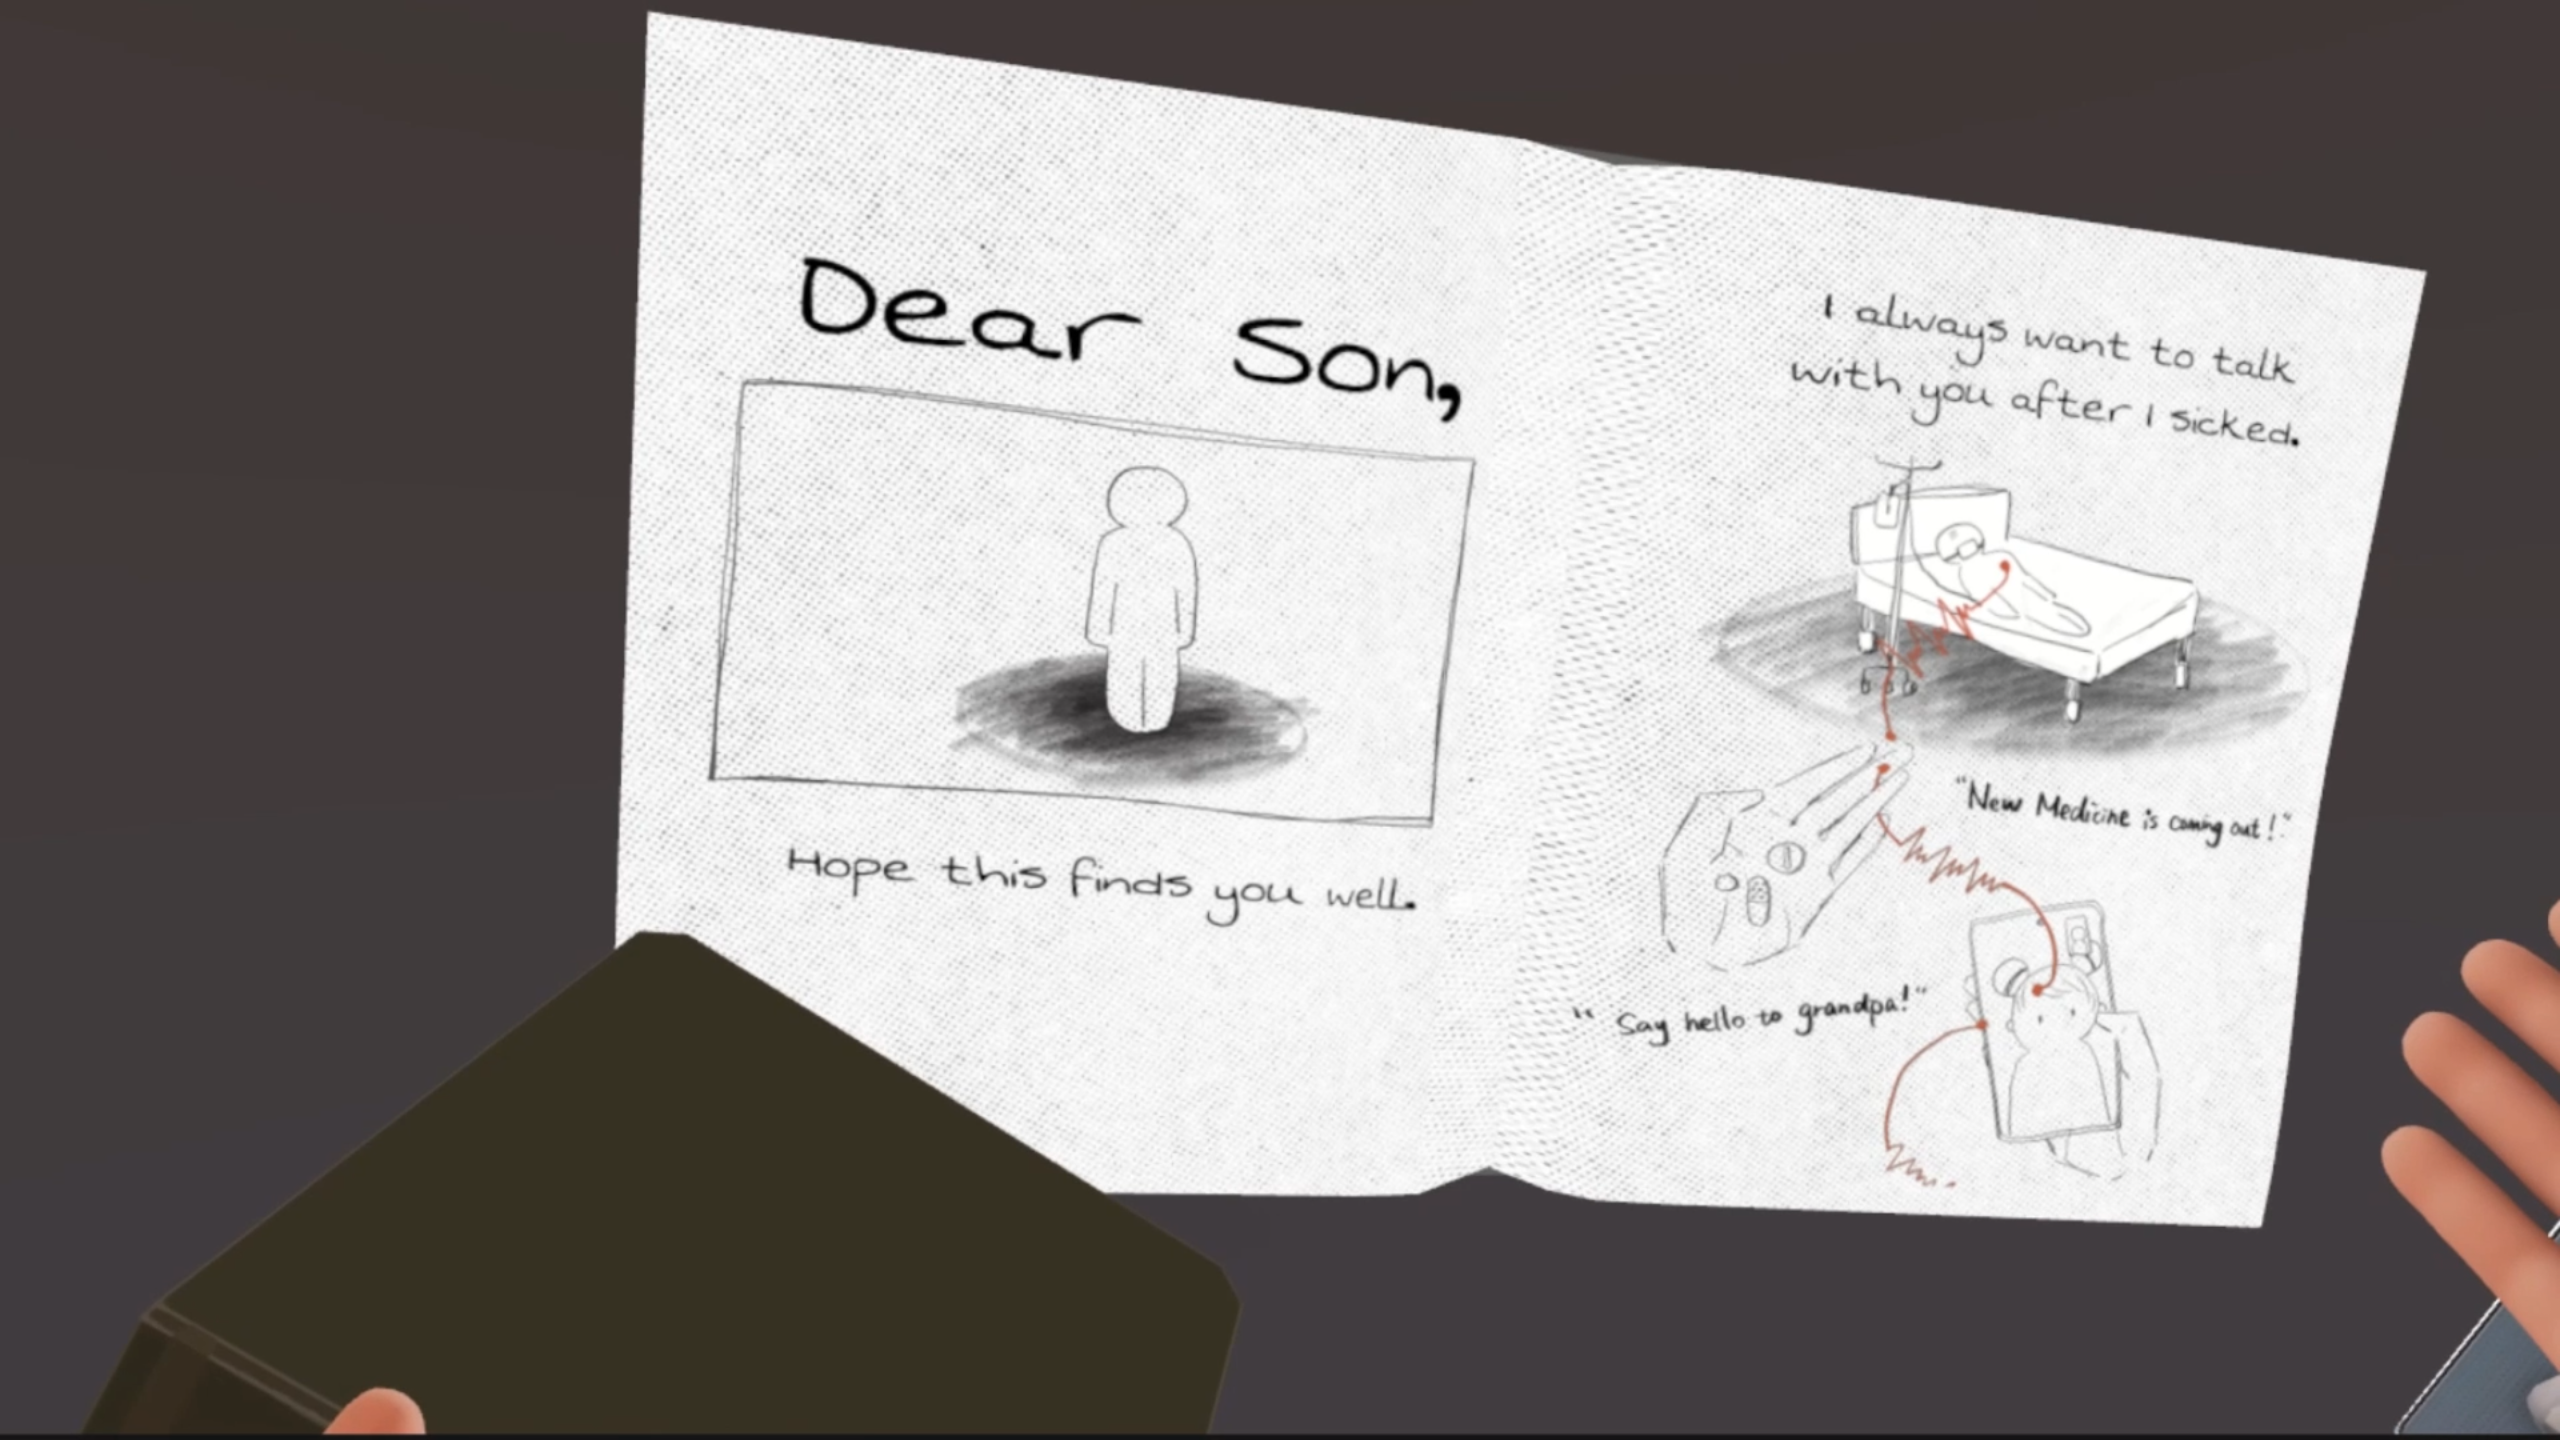 Dear Son,
Hope this finds you well.
I always want to talk
with you after I sicked.
"New Medicine is coming out!"
"Say hello to grandpa!"